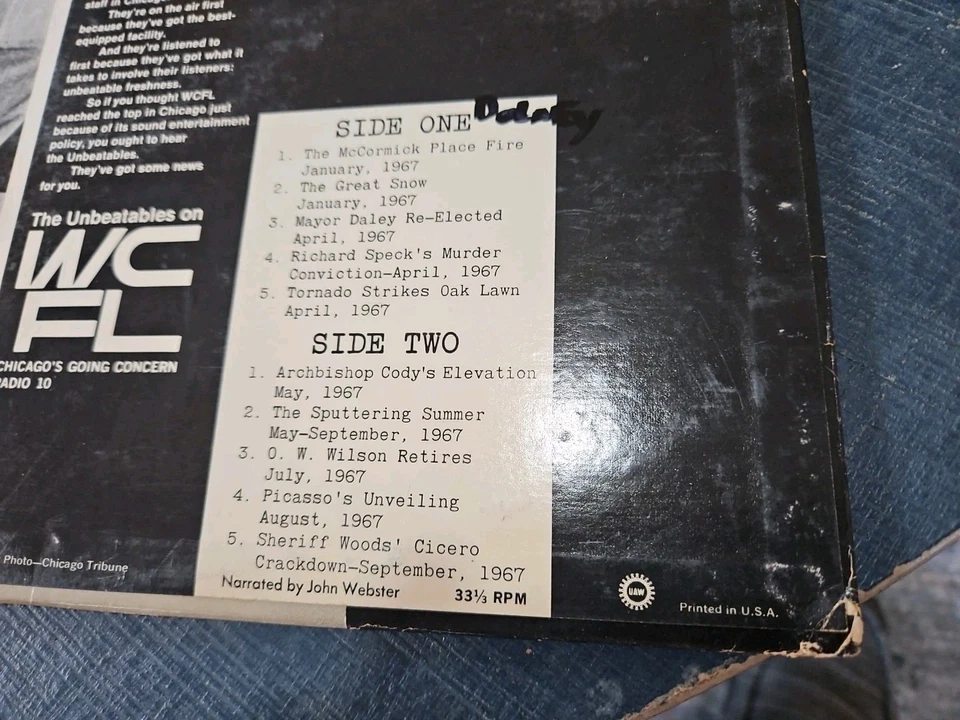 staff in Chicago
They're on the air first
because they've got the best-
equipped facility.
And they're listened to
first because they've got what it
takes to involve their listeners:
unbeatable freshness.
So if you thought WCFL
reached the top in Chicago just
because of its sound entertainment
policy, you ought to hear
the Unbeatables.
They've got some news
for you.
The Unbeatables on
WC
FL
CHICAGO'S GOING CONCERN
RADIO 10
Photo—Chicago Tribune
SIDE ONE
1. The McCormick Place Fire
January, 1967
2. The Great Snow
January, 1967
3. Mayor Daley Re-Elected
April, 1967
4. Richard Speck's Murder
Conviction—April, 1967
5. Tornado Strikes Oak Lawn
April, 1967
SIDE TWO
1. Archbishop Cody's Elevation
May, 1967
2. The Sputtering Summer
May—September, 1967
3. O. W. Wilson Retires
July, 1967
4. Picasso's Unveiling
August, 1967
5. Sheriff Woods' Cicero
Crackdown—September, 1967
Narrated by John Webster
33⅓ RPM
UAW
Printed in U.S.A.